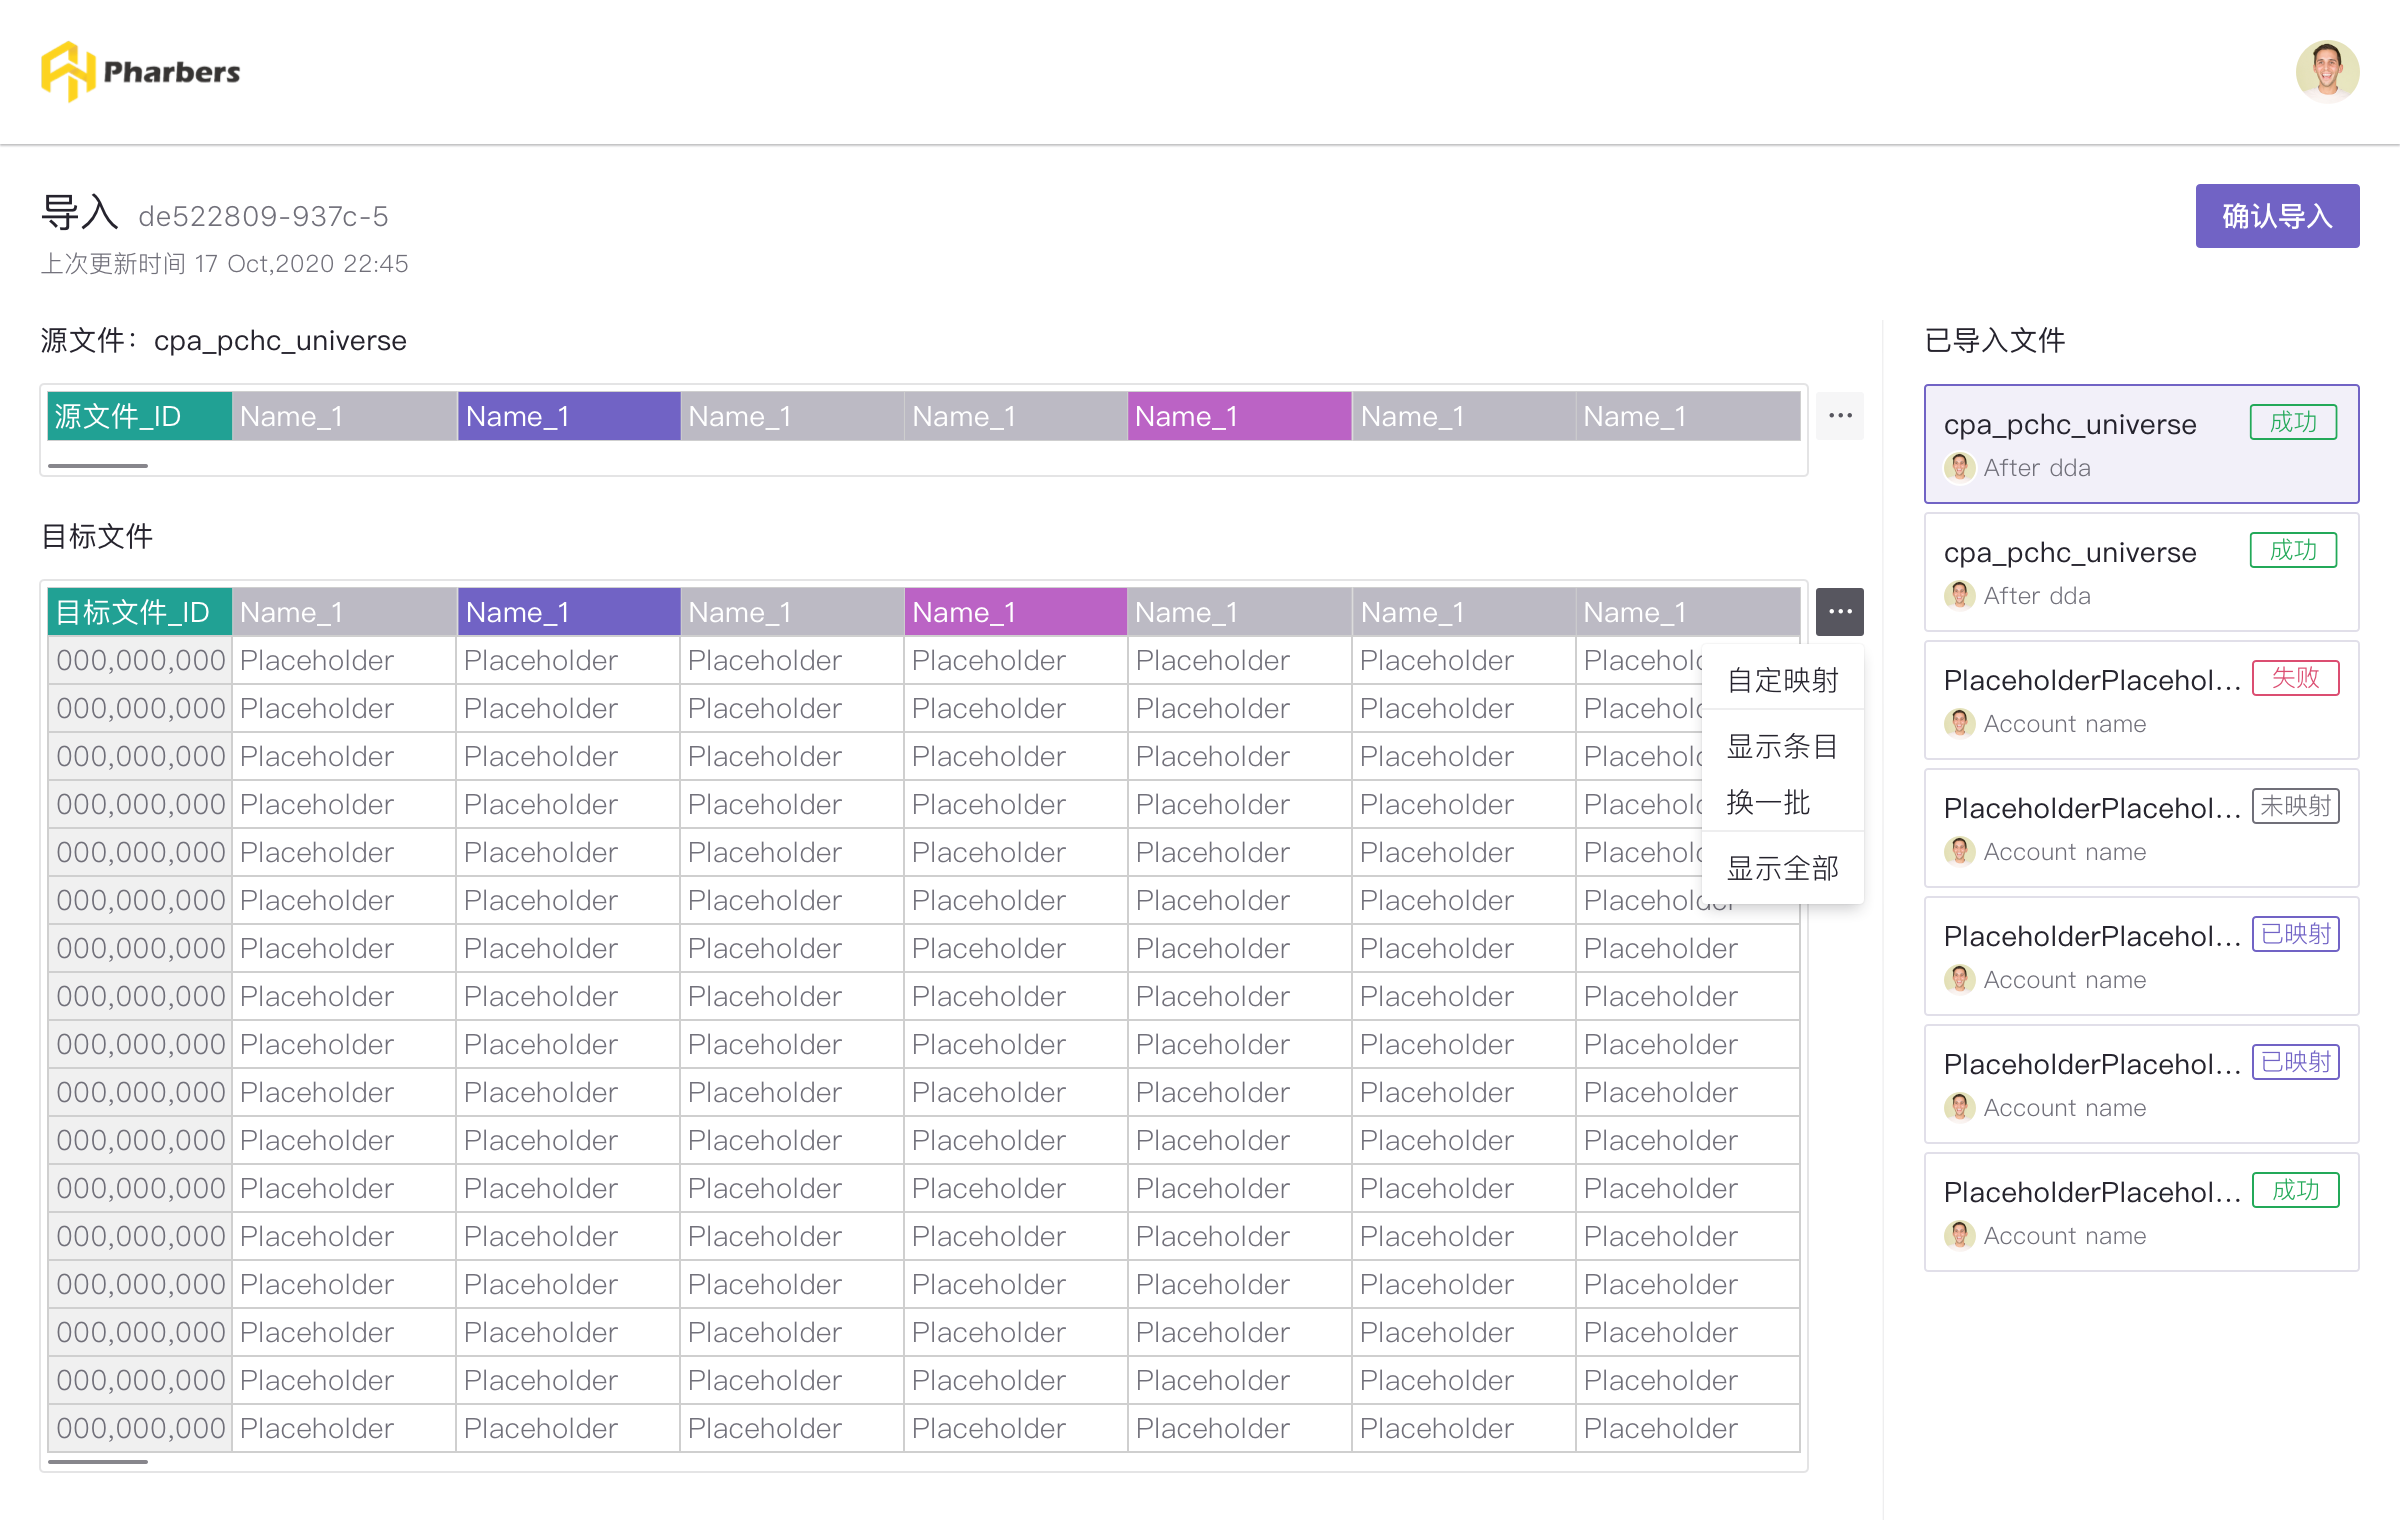 Pharbers
导入 de522809-937c-5
确认导入
上次更新时间 17 Oct,2020 22:45
源文件：cpa_pchc_universe
源文件_ID Name_1 Name_1 Name_1 Name_1 Name_1 Name_1 Name_1
目标文件
目标文件_ID Name_1 Name_1 Name_1 Name_1 Name_1 Name_1 Name_1
000,000,000 Placeholder Placeholder Placeholder Placeholder Placeholder Placeholder Placehold
000,000,000 Placeholder Placeholder Placeholder Placeholder Placeholder Placeholder Placehold
000,000,000 Placeholder Placeholder Placeholder Placeholder Placeholder Placeholder Placehold
000,000,000 Placeholder Placeholder Placeholder Placeholder Placeholder Placeholder Placehold
000,000,000 Placeholder Placeholder Placeholder Placeholder Placeholder Placeholder Placehold
000,000,000 Placeholder Placeholder Placeholder Placeholder Placeholder Placeholder Placeholder
000,000,000 Placeholder Placeholder Placeholder Placeholder Placeholder Placeholder Placeholder
000,000,000 Placeholder Placeholder Placeholder Placeholder Placeholder Placeholder Placeholder
000,000,000 Placeholder Placeholder Placeholder Placeholder Placeholder Placeholder Placeholder
000,000,000 Placeholder Placeholder Placeholder Placeholder Placeholder Placeholder Placeholder
000,000,000 Placeholder Placeholder Placeholder Placeholder Placeholder Placeholder Placeholder
000,000,000 Placeholder Placeholder Placeholder Placeholder Placeholder Placeholder Placeholder
000,000,000 Placeholder Placeholder Placeholder Placeholder Placeholder Placeholder Placeholder
000,000,000 Placeholder Placeholder Placeholder Placeholder Placeholder Placeholder Placeholder
000,000,000 Placeholder Placeholder Placeholder Placeholder Placeholder Placeholder Placeholder
000,000,000 Placeholder Placeholder Placeholder Placeholder Placeholder Placeholder Placeholder
000,000,000 Placeholder Placeholder Placeholder Placeholder Placeholder Placeholder Placeholder
自定映射
显示条目
换一批
显示全部
已导入文件
cpa_pchc_universe 成功
After dda
cpa_pchc_universe 成功
After dda
PlaceholderPlacehol... 失败
Account name
PlaceholderPlacehol... 未映射
Account name
PlaceholderPlacehol... 已映射
Account name
PlaceholderPlacehol... 已映射
Account name
PlaceholderPlacehol... 成功
Account name